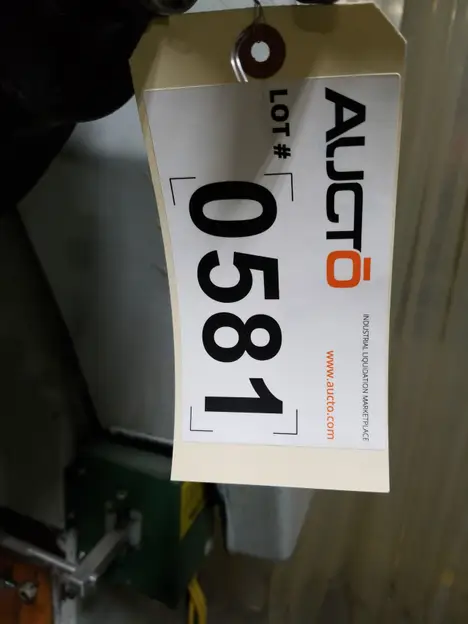 AUCTŌ
INDUSTRIAL LIQUIDATION MARKETPLACE
www.aucto.com
LOT #
0581